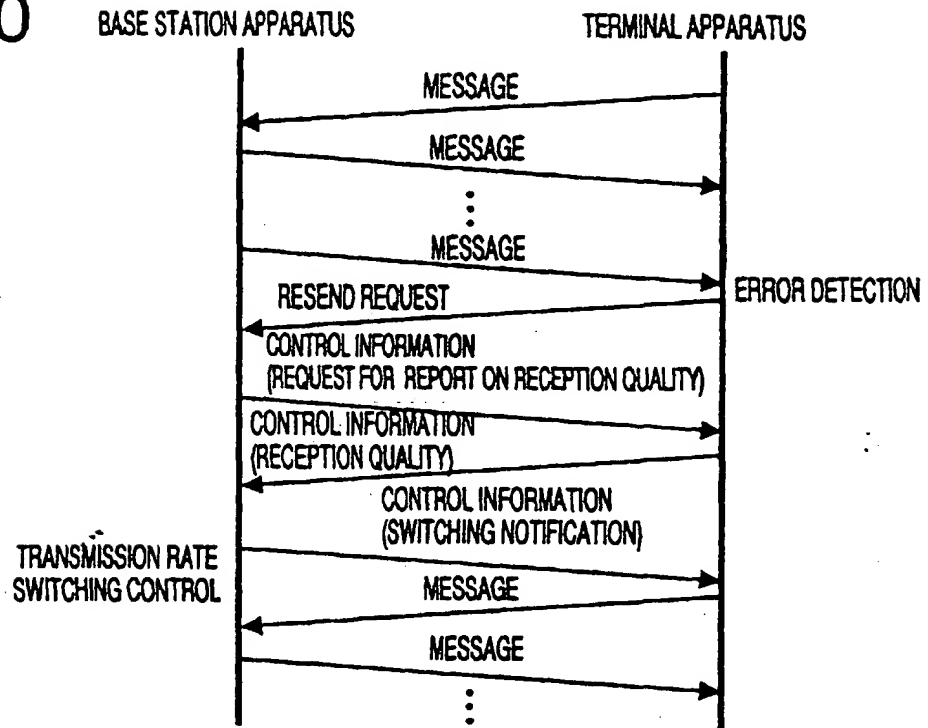 0
BASE STATION APPARATUS
TERMINAL APPARATUS
MESSAGE
MESSAGE
MESSAGE
ERROR DETECTION
RESEND REQUEST
CONTROL INFORMATION
(REQUEST FOR REPORT ON RECEPTION QUALITY)
CONTROL INFORMATION
(RECEPTION QUALITY)
CONTROL INFORMATION
(SWITCHING NOTIFICATION)
TRANSMISSION RATE
SWITCHING CONTROL
MESSAGE
MESSAGE